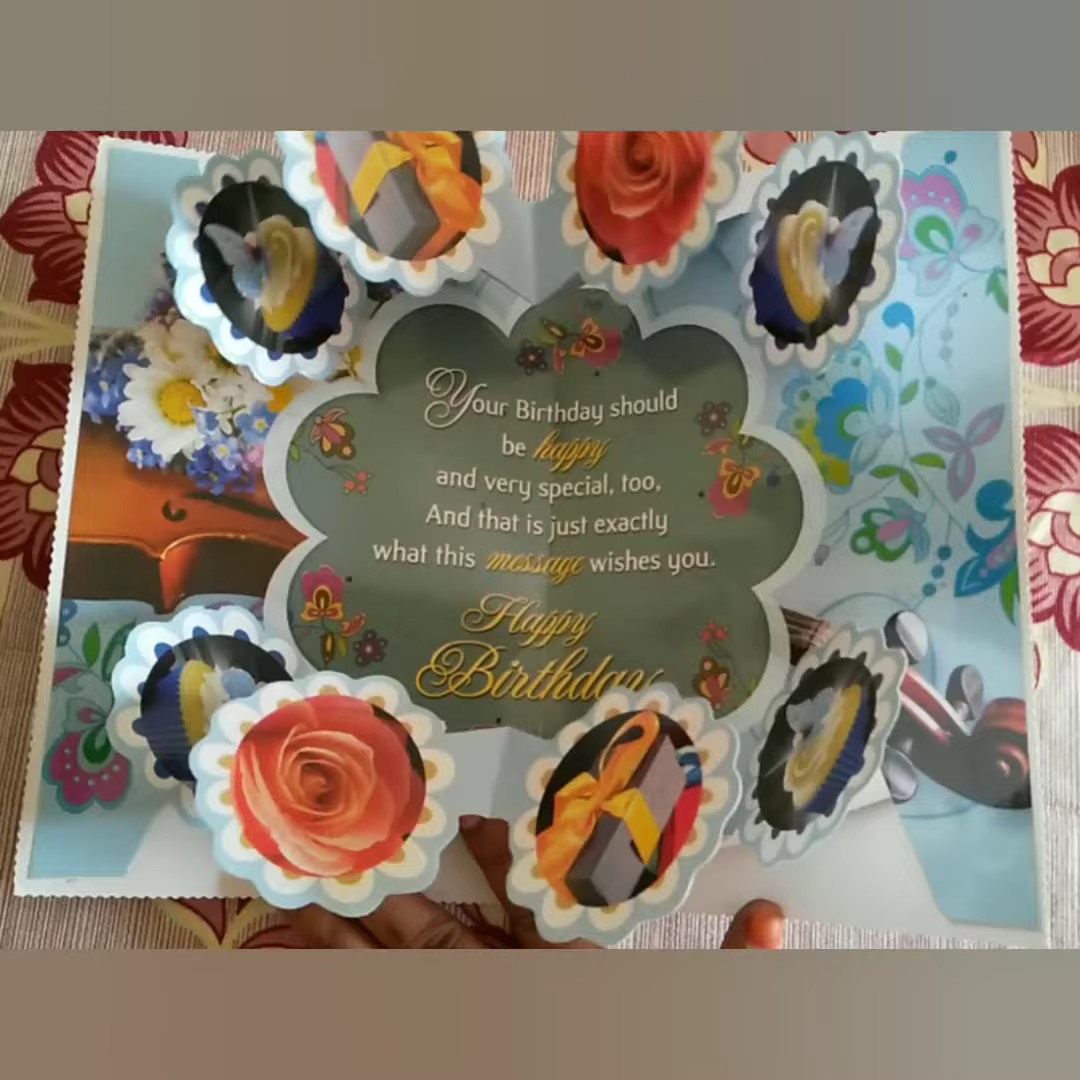 Your Birthday should
be happy
and very special, too,
And that is just exactly
what this message wishes you.
Happy
Birthday